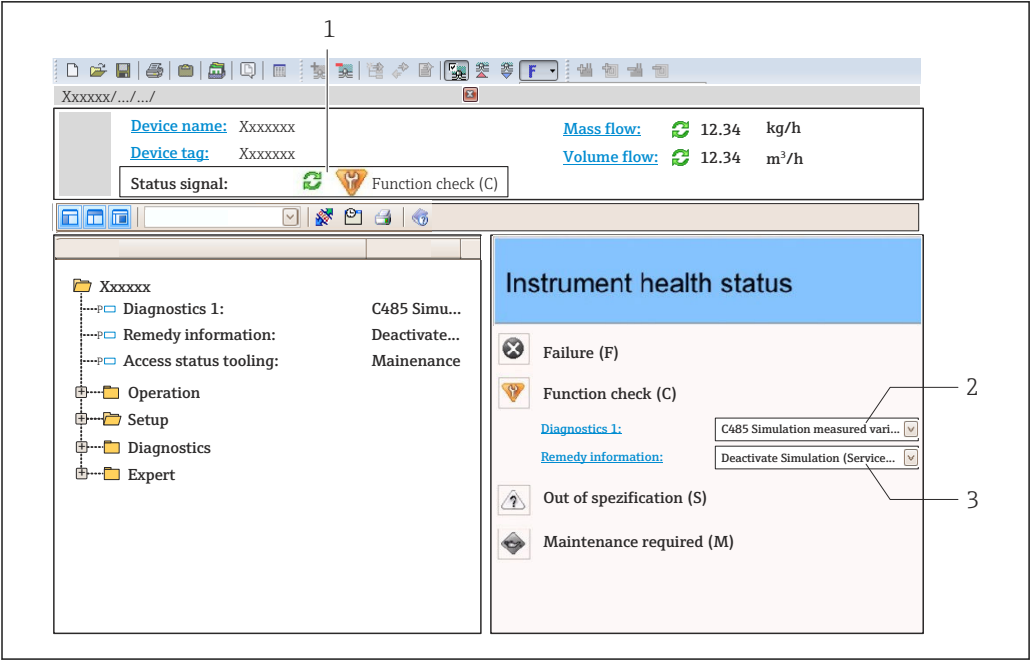 1
F
Xxxxxx/.../.../
Device name: Xxxxxxx
Mass flow: 12.34 kg/h
Device tag: Xxxxxxx
Volume flow: 12.34 m³/h
Status signal: Function check (C)
Xxxxxx
Diagnostics 1: C485 Simu...
Remedy information: Deactivate...
Access status tooling: Mainenance
Operation
Setup
Diagnostics
Expert
Instrument health status
Failure (F)
Function check (C)
2
Diagnostics 1: C485 Simulation measured vari...
Remedy information: Deactivate Simulation (Service...
3
Out of spezification (S)
Maintenance required (M)